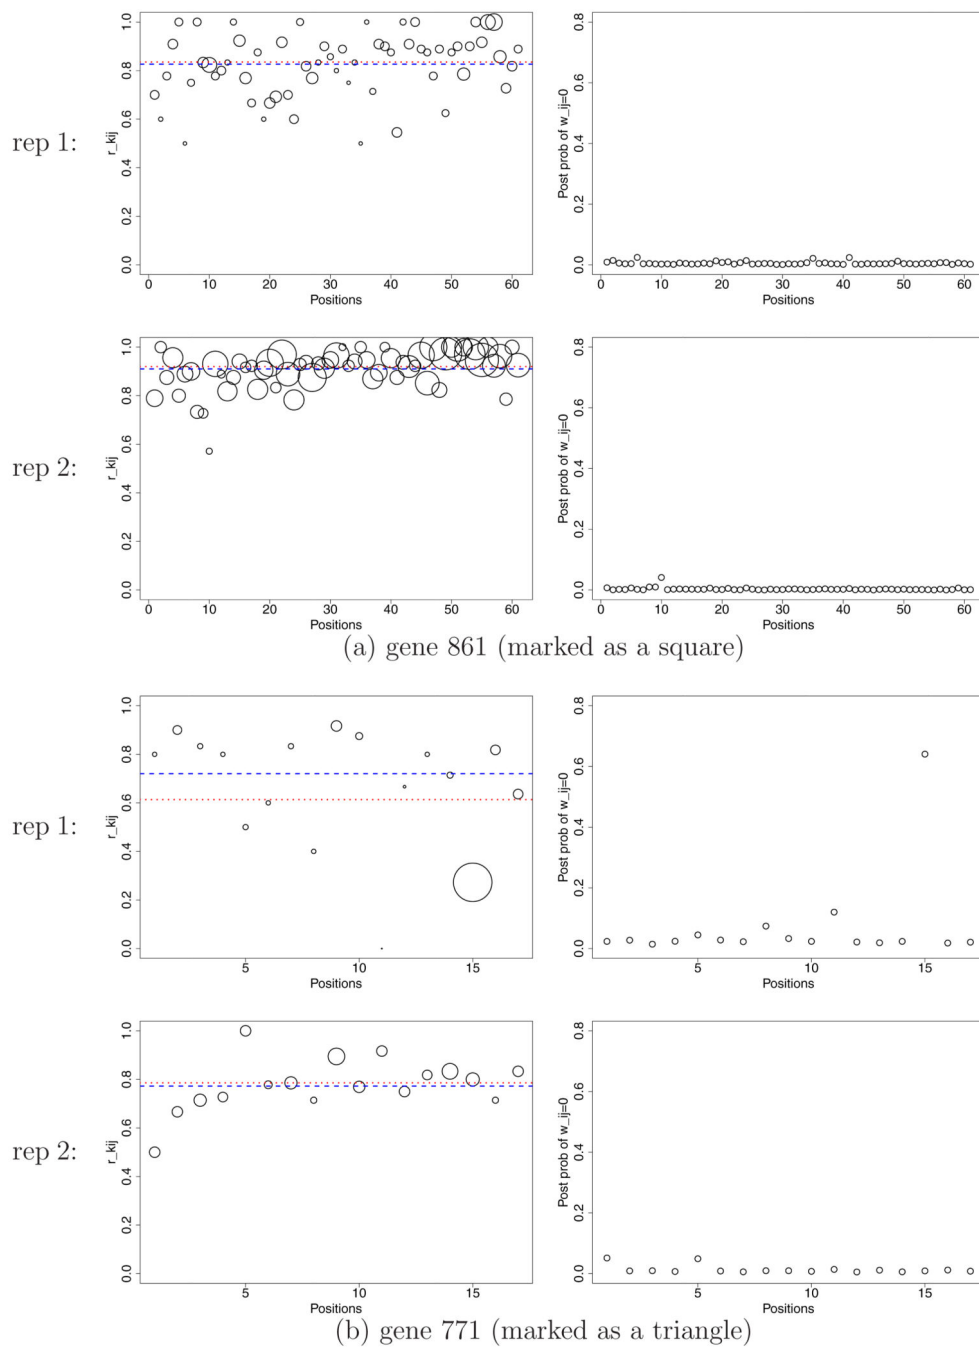 rep 1:
r_kij
0.0 0.2 0.4 0.6 0.8 1.0
0 10 20 30 40 50 60
Positions
Post prob of w_ij=0
0.0 0.2 0.4 0.6 0.8
0 10 20 30 40 50 60
Positions
rep 2:
r_kij
0.0 0.2 0.4 0.6 0.8 1.0
0 10 20 30 40 50 60
Positions
Post prob of w_ij=0
0.0 0.2 0.4 0.6 0.8
0 10 20 30 40 50 60
Positions
(a) gene 861 (marked as a square)
rep 1:
r_kij
0.0 0.2 0.4 0.6 0.8 1.0
5 10 15
Positions
Post prob of w_ij=0
0.0 0.2 0.4 0.6 0.8
5 10 15
Positions
rep 2:
r_kij
0.0 0.2 0.4 0.6 0.8 1.0
5 10 15
Positions
Post prob of w_ij=0
0.0 0.2 0.4 0.6 0.8
5 10 15
Positions
(b) gene 771 (marked as a triangle)